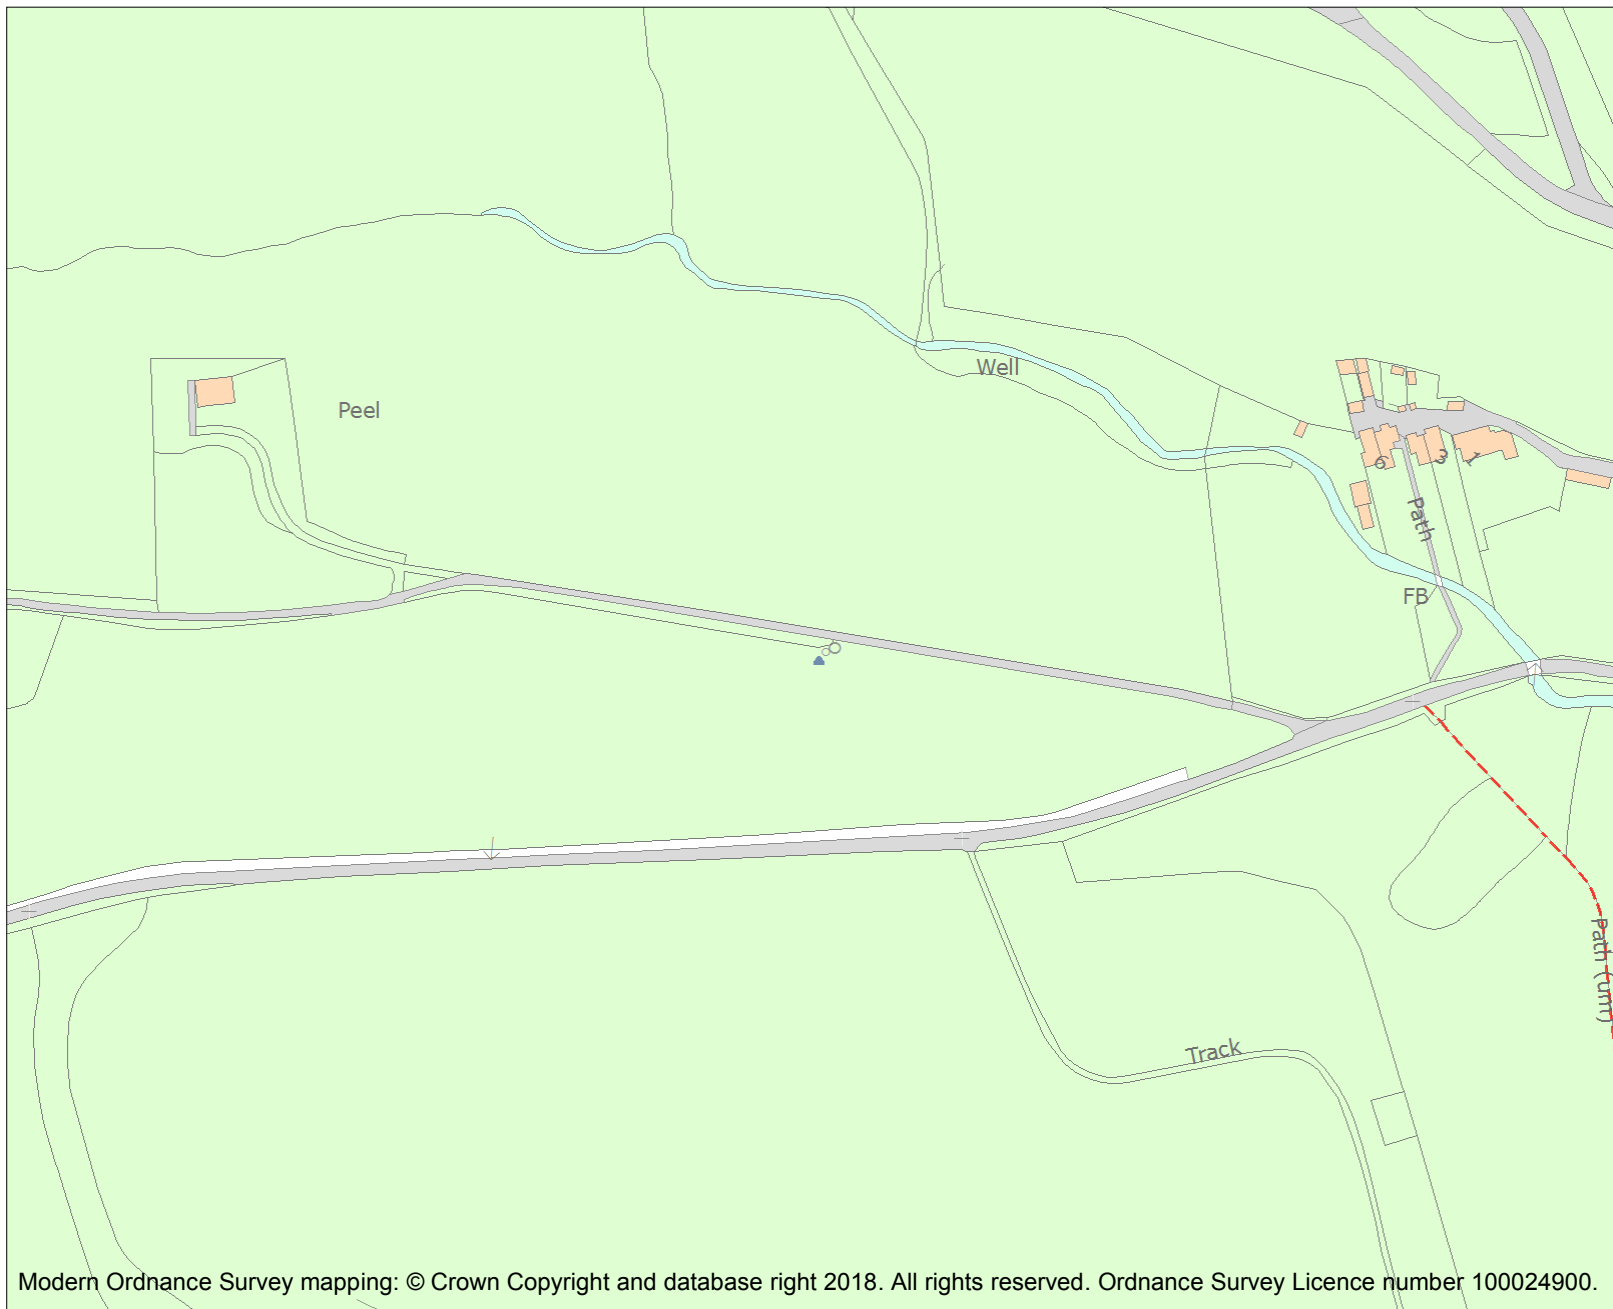 Well
Peel
6
3
1
Path
FB
Path (um)
Track
Modern Ordnance Survey mapping: © Crown Copyright and database right 2018. All rights reserved. Ordnance Survey Licence number 100024900.